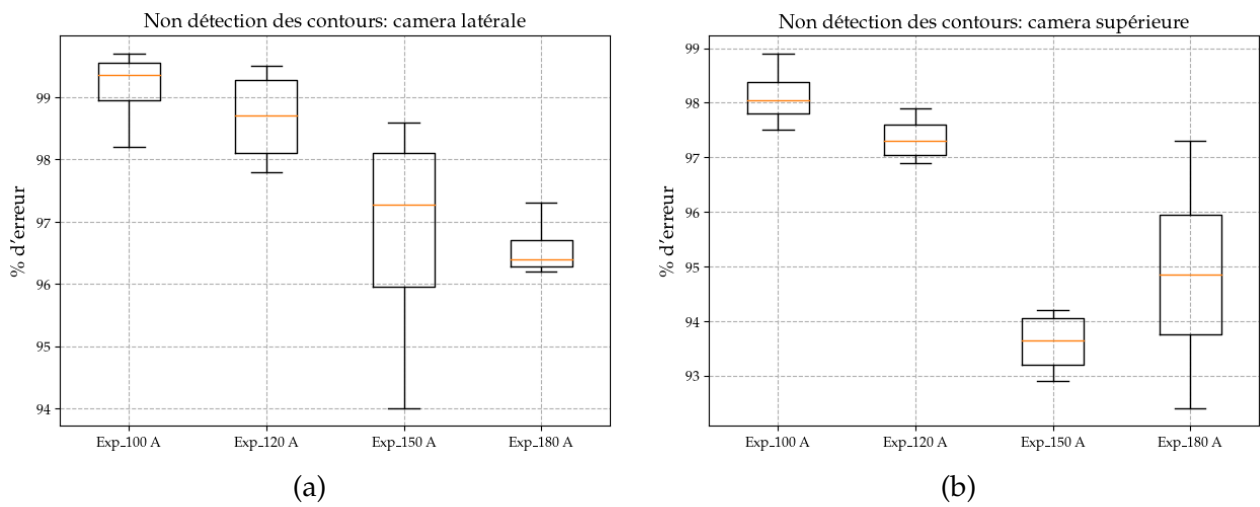 Non détection des contours: camera latérale
% d'erreur
99
98
97
96
95
94
Exp_100 A Exp_120 A Exp_150 A Exp_180 A
(a)
Non détection des contours: camera supérieure
% d'erreur
99
98
97
96
95
94
93
Exp_100 A Exp_120 A Exp_150 A Exp_180 A
(b)